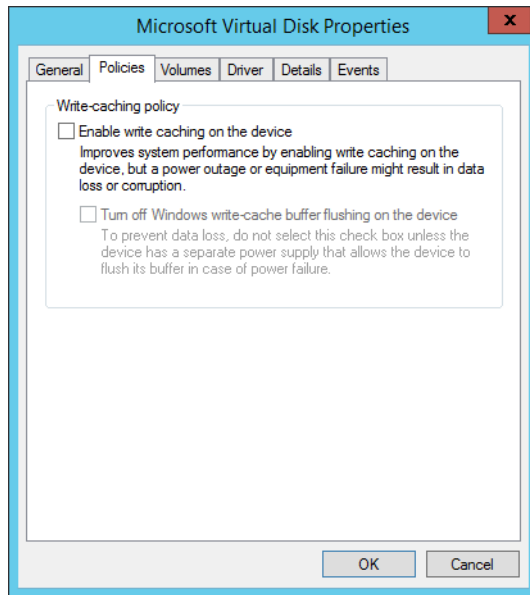 Microsoft Virtual Disk Properties
x
General Policies Volumes Driver Details Events
Write-caching policy
Enable write caching on the device
Improves system performance by enabling write caching on the
device, but a power outage or equipment failure might result in data
loss or corruption.
Turn off Windows write-cache buffer flushing on the device
To prevent data loss, do not select this check box unless the
device has a separate power supply that allows the device to
flush its buffer in case of power failure.
OK Cancel